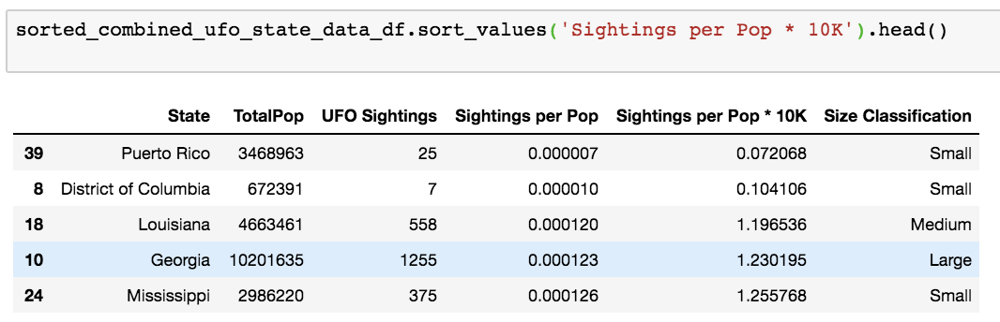 sorted_combined_ufo_state_data_df.sort_values('Sightings per Pop * 10K').head()
State TotalPop UFO Sightings Sightings per Pop Sightings per Pop * 10K Size Classification
39 Puerto Rico 3468963 25 0.000007 0.072068 Small
8 District of Columbia 672391 7 0.000010 0.104106 Small
18 Louisiana 4663461 558 0.000120 1.196536 Medium
10 Georgia 10201635 1255 0.000123 1.230195 Large
24 Mississippi 2986220 375 0.000126 1.255768 Small